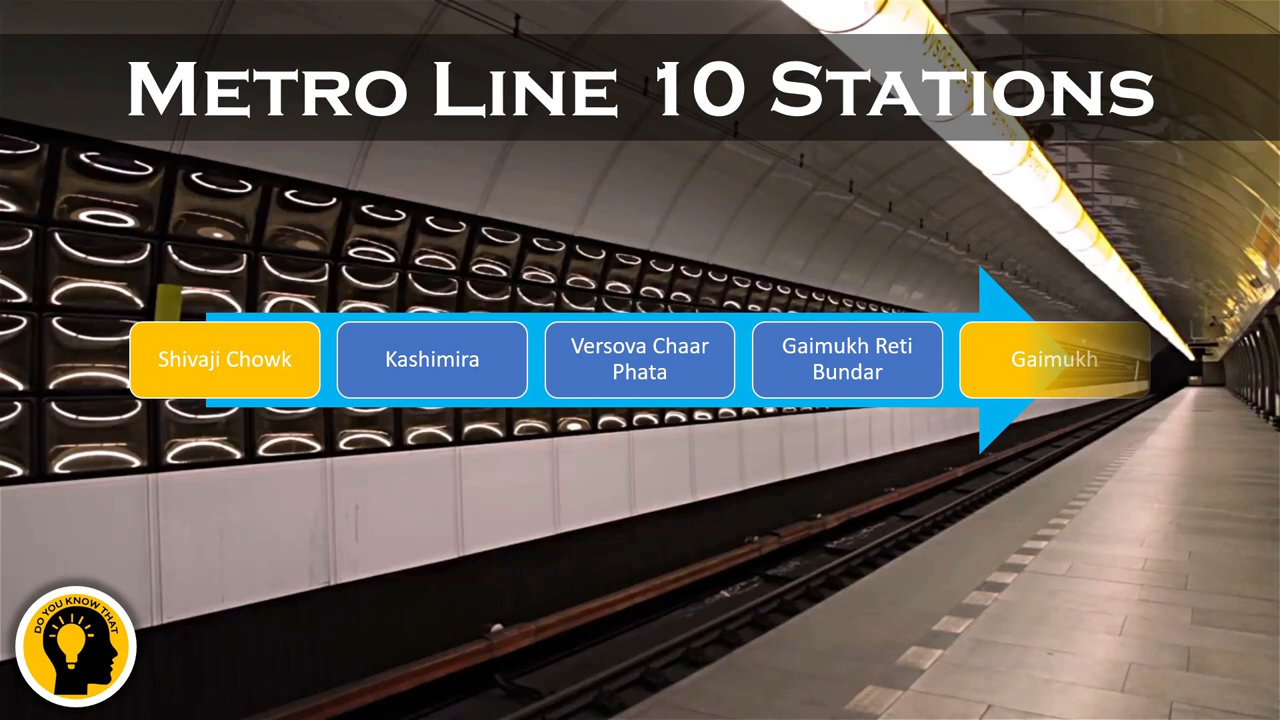 METRO LINE 10 STATIONS
Shivaji Chowk
Kashimira
Versova Chaar
Phata
Gaimukh Reti
Bundar
Gaimukh
DO YOU KNOW THAT